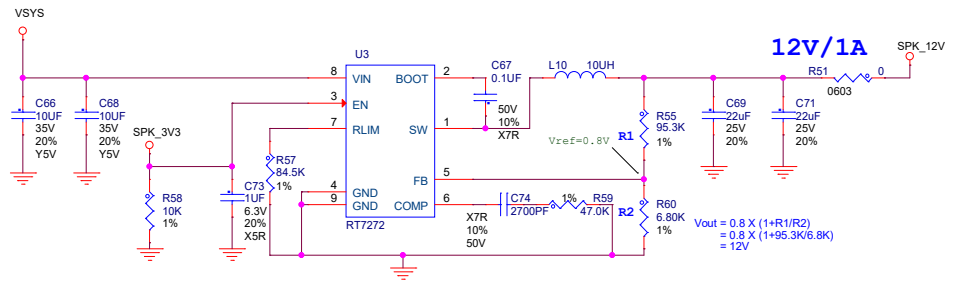 VSYS
12V/1A
SPK_12V
U3
C66
10UF
35V
20%
Y5V
C68
10UF
35V
20%
Y5V
SPK_3V3
R58
10K
1%
C73
1UF
6.3V
20%
X5R
R57
84.5K
1%
8 VIN
3 EN
7 RLIM
4 GND
9 GND
BOOT 2
SW 1
FB 5
COMP 6
RT7272
C67
0.1UF
50V
10%
X7R
L10 10UH
C74
2700PF
X7R
10%
50V
1%
R59
47.0K
Vref=0.8V
R1
R55
95.3K
1%
R2
R60
6.80K
1%
C69
22uF
25V
20%
C71
22uF
25V
20%
R51 0
0603
Vout = 0.8 X (1+R1/R2)
= 0.8 X (1+95.3K/6.8K)
= 12V